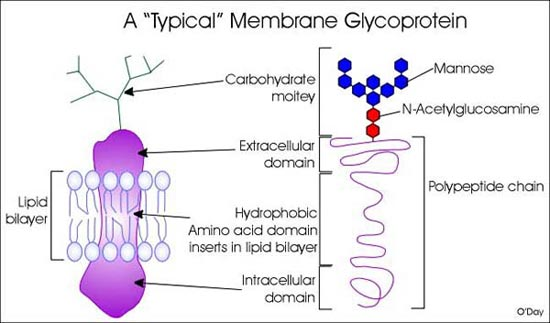 A "Typical" Membrane Glycoprotein
Carbohydrate
moitey
Mannose
N-Acetylglucosamine
Extracellular
domain
Lipid
bilayer
Hydrophobic
Amino acid domain
inserts in lipid bilayer
Polypeptide chain
Intracellular
domain
O'Day